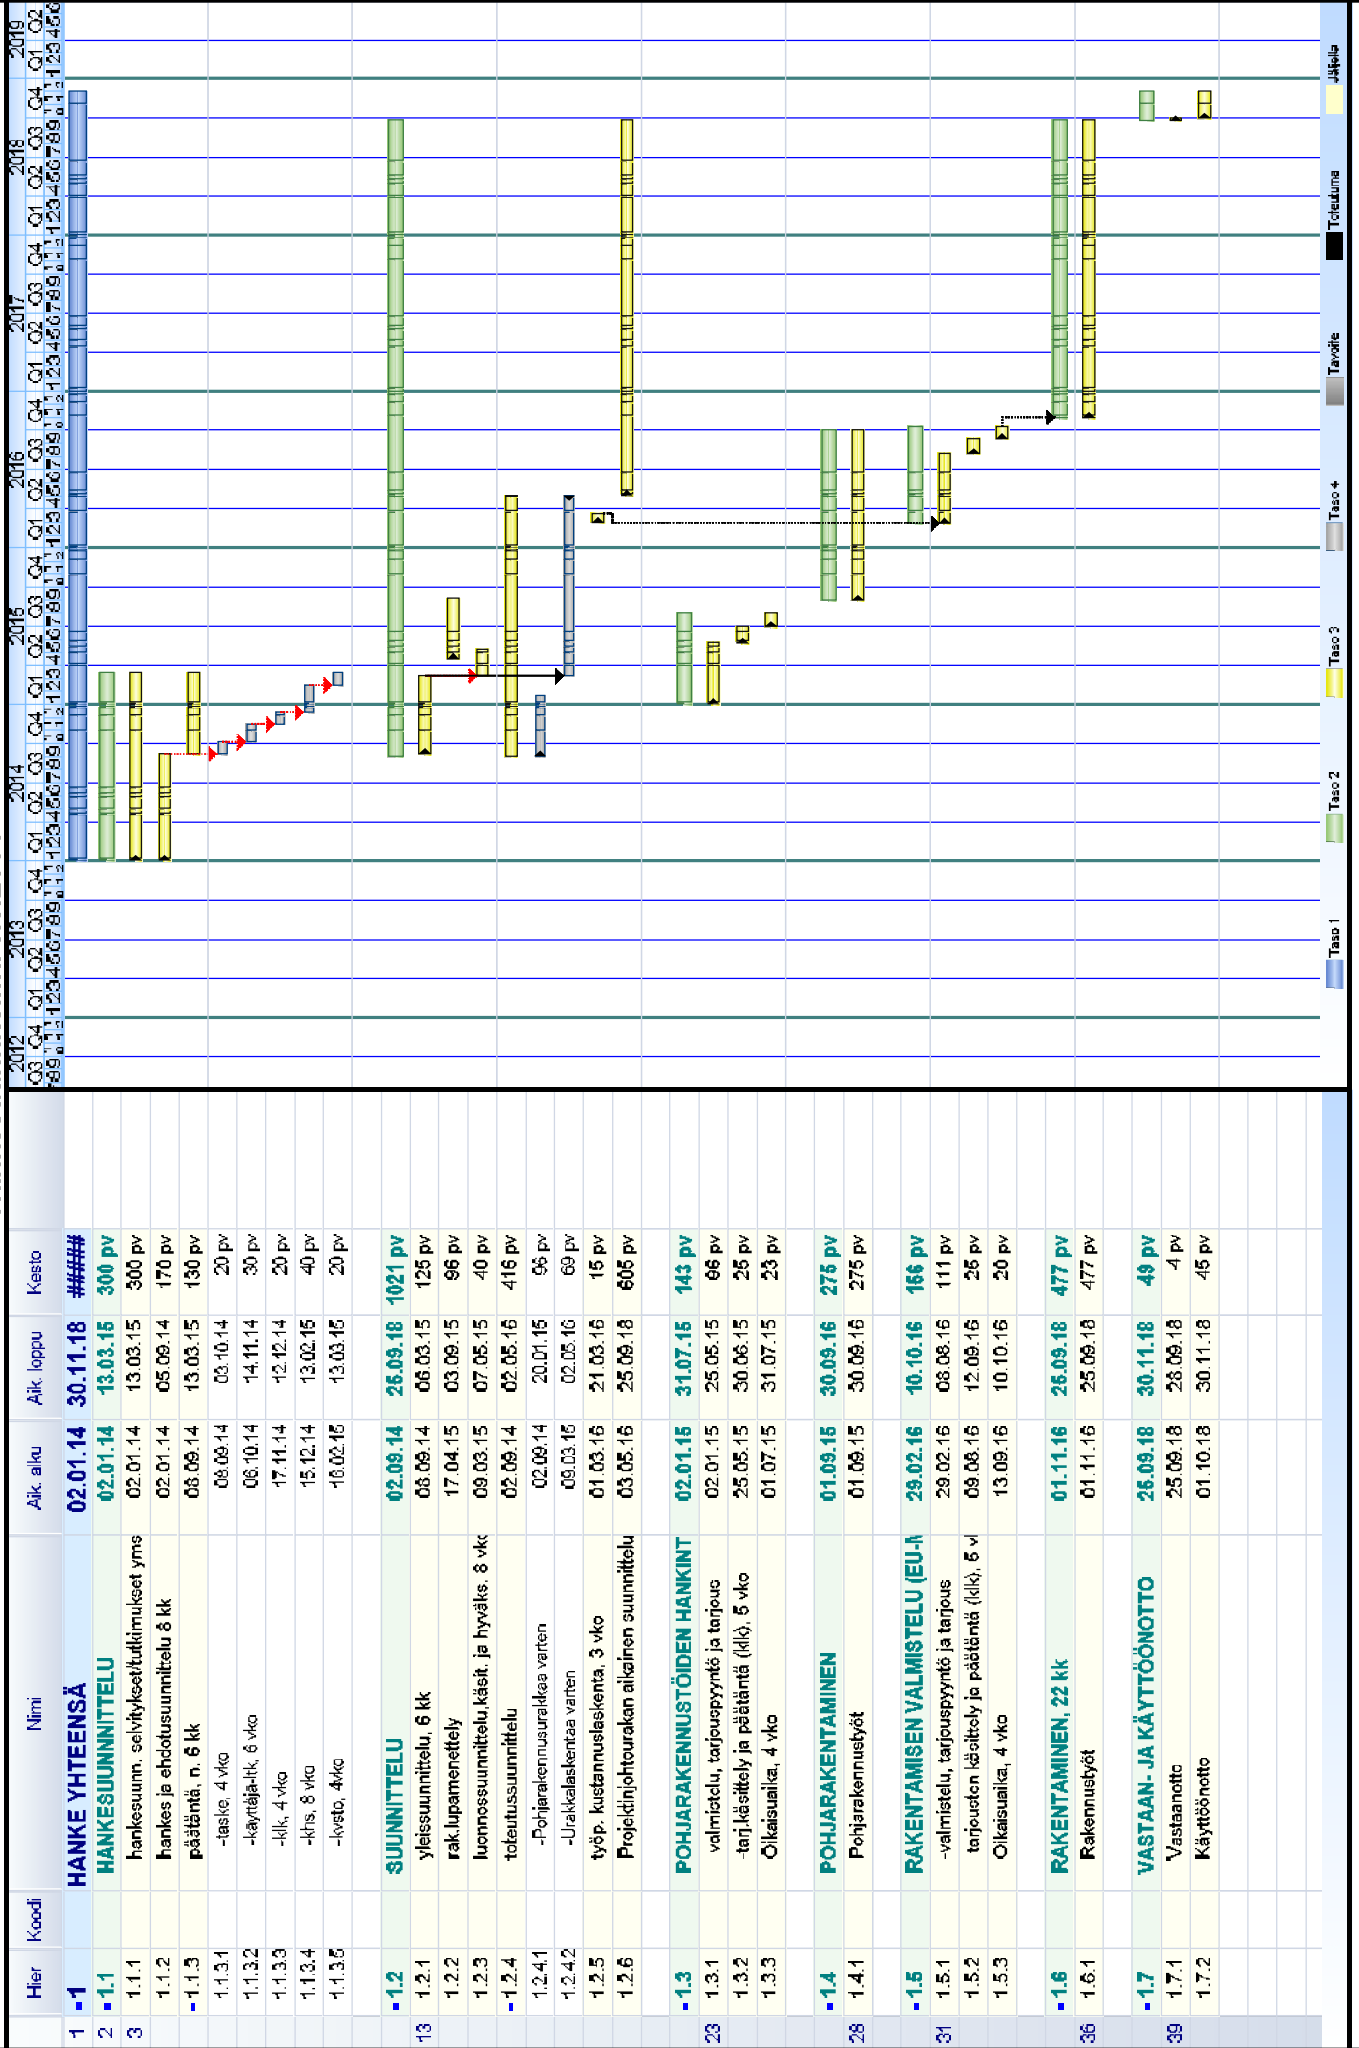 Hier Koodi Nimi Aik. alku Aik. loppu Kesto
1 1 HANKE YHTEENSÄ 02.01.14 30.11.18 #####
2 1.1 HANKESUUNNITTELU 02.01.14 13.03.15 300 pv
3 1.1.1 hankesuunn. selvitykset/tutkimukset yms 02.01.14 13.03.15 300 pv
1.1.2 hankes ja ehdotusuunnittelu 8 kk 02.01.14 05.09.14 170 pv
1.1.3 päätäntä, n. 6 kk 08.09.14 13.03.15 130 pv
1.1.3.1 -taske, 4 vko 08.09.14 03.10.14 20 pv
1.1.3.2 -käyttäjä-ltk, 6 vko 06.10.14 14.11.14 30 pv
1.1.3.3 -klk, 4 vko 17.11.14 12.12.14 20 pv
1.1.3.4 -khs, 8 vko 15.12.14 13.02.15 40 pv
1.1.3.5 -kvsto, 4vko 16.02.15 13.03.15 20 pv
1.2 SUUNNITTELU 02.09.14 25.09.18 1021 pv
13 1.2.1 yleissuunnittelu, 6 kk 08.09.14 06.03.15 125 pv
1.2.2 rak.lupamenettely 17.04.15 03.09.15 96 pv
1.2.3 luonnossuunnittelu,käsit. ja hyväks. 8 vko 09.03.15 07.05.15 40 pv
1.2.4 toteutussuunnittelu 02.09.14 02.05.16 416 pv
1.2.4.1 -Pohjarakennusurakkaa varten 02.09.14 20.01.15 96 pv
1.2.4.2 -Urakkalaskentaa varten 09.03.15 02.05.16 69 pv
1.2.5 työp. kustannuslaskenta, 3 vko 01.03.16 21.03.16 15 pv
1.2.6 Projektinjohtourakan aikainen suunnittelu 03.05.16 25.09.18 605 pv
1.3 POHJARAKENNUSTÖIDEN HANKINT 02.01.15 31.07.15 143 pv
23 1.3.1 valmistelu, tarjouspyyntö ja tarjous 02.01.15 25.05.15 96 pv
1.3.2 -tarj.käsittely ja päätäntä (klk), 5 vko 25.05.15 30.06.15 25 pv
1.3.3 Oikaisuaika, 4 vko 01.07.15 31.07.15 23 pv
1.4 POHJARAKENTAMINEN 01.09.15 30.09.16 275 pv
28 1.4.1 Pohjarakennustyöt 01.09.15 30.09.16 275 pv
1.5 RAKENTAMISEN VALMISTELU (EU-M 29.02.16 10.10.16 156 pv
31 1.5.1 -valmistelu, tarjouspyyntö ja tarjous 29.02.16 08.08.16 111 pv
1.5.2 tarjousten käsittely ja päätäntä (klk), 5 vl 09.08.16 12.09.16 25 pv
1.5.3 Oikaisuaika, 4 vko 13.09.16 10.10.16 20 pv
1.6 RAKENTAMINEN, 22 kk 01.11.16 25.09.18 477 pv
36 1.6.1 Rakennustyöt 01.11.16 25.09.18 477 pv
1.7 VASTAAN- JA KÄYTTÖÖNOTTO 25.09.18 30.11.18 49 pv
39 1.7.1 Vastaanotto 25.09.18 28.09.18 4 pv
1.7.2 Käyttöönotto 01.10.18 30.11.18 45 pv
2012 2013 2014 2015 2016 2017 2018 2019
Q3 Q4 Q1 Q2 Q3 Q4 Q1 Q2 Q3 Q4 Q1 Q2 Q3 Q4 Q1 Q2 Q3 Q4 Q1 Q2 Q3 Q4 Q1 Q2 Q3 Q4 Q1 Q2
Taso 1 Taso 2 Taso 3 Taso 4 Tavoite Toteutuma Jäljellä